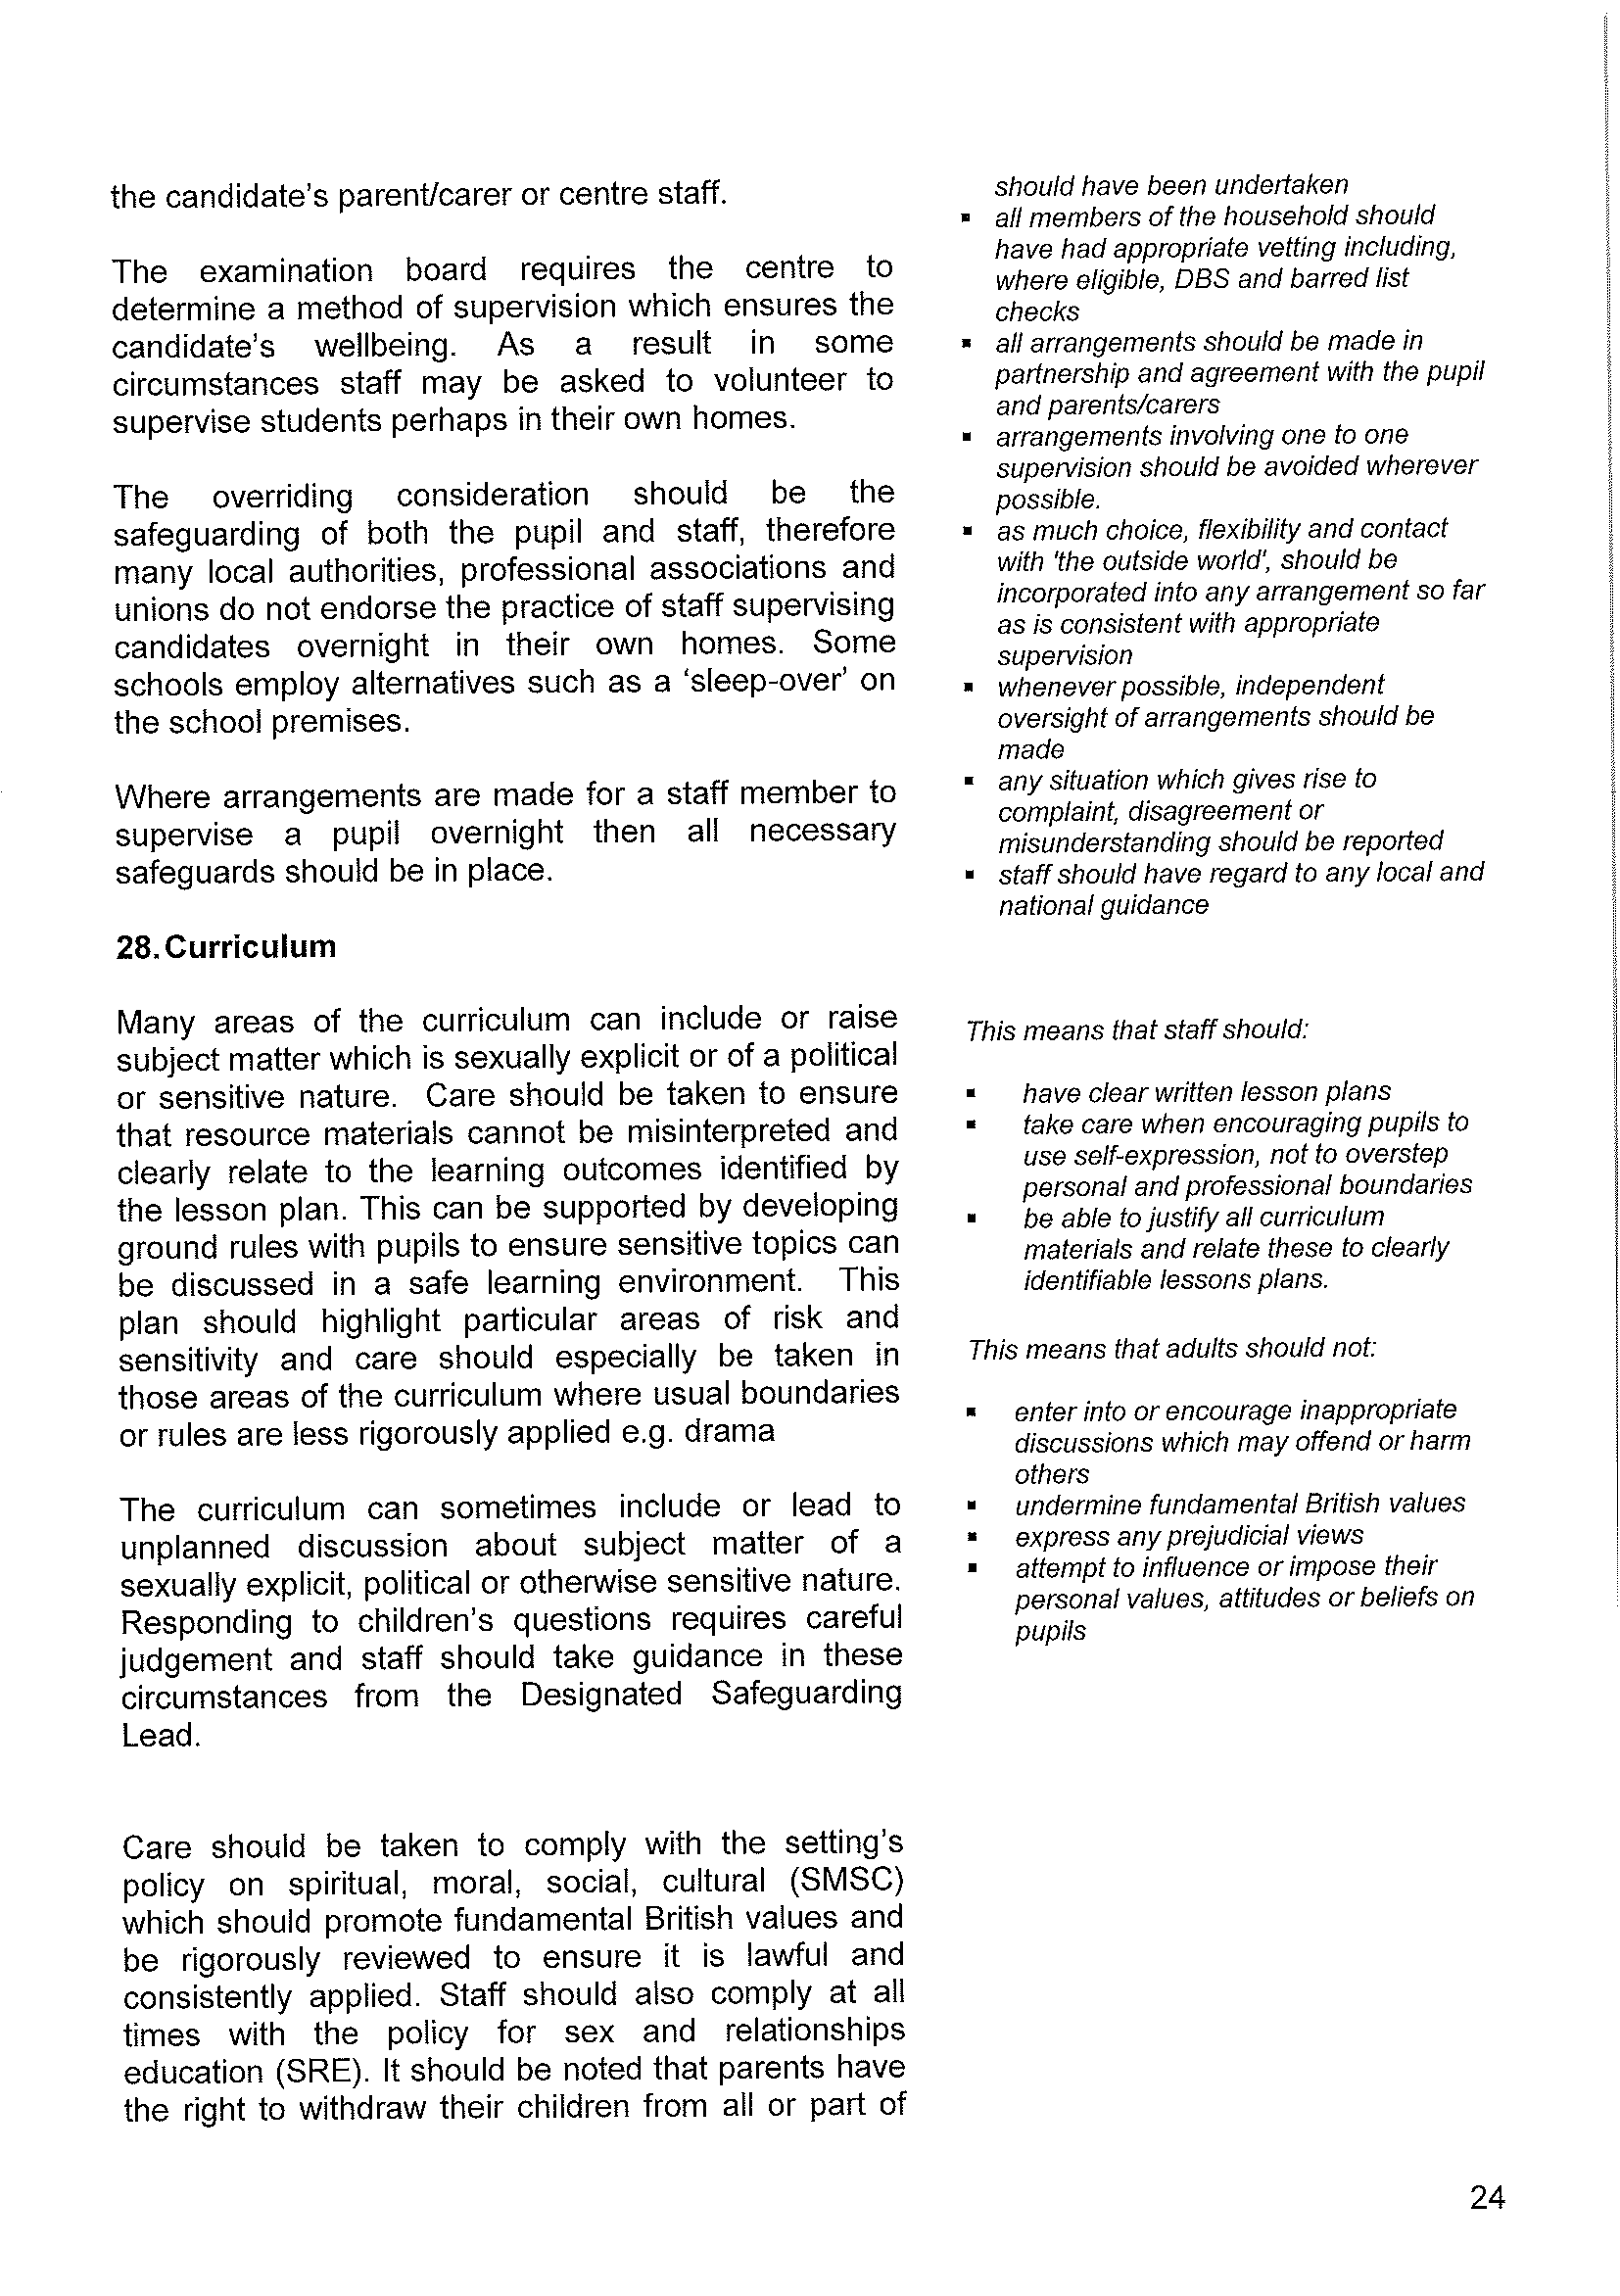 the candidate's parent/carer or centre staff.
The examination board requires the centre to
determine a method of supervision which ensures the
candidate's wellbeing. As a result in some
circumstances staff may be asked to volunteer to
supervise students perhaps in their own homes.
The overriding consideration should be the
safeguarding of both the pupil and staff, therefore
many local authorities, professional associations and
unions do not endorse the practice of staff supervising
candidates overnight in their own homes. Some
schools employ alternatives such as a 'sleep-over' on
the school premises.
Where arrangements are made for a staff member to
supervise a pupil overnight then all necessary
safeguards should be in place.
28. Curriculum
Many areas of the curriculum can include or raise
subject matter which is sexually explicit or of a political
or sensitive nature. Care should be taken to ensure
that resource materials cannot be misinterpreted and
clearly relate to the learning outcomes identified by
the lesson plan. This can be supported by developing
ground rules with pupils to ensure sensitive topics can
be discussed in a safe learning environment. This
plan should highlight particular areas of risk and
sensitivity and care should especially be taken in
those areas of the curriculum where usual boundaries
or rules are less rigorously applied e.g. drama
The curriculum can sometimes include or lead to
unplanned discussion about subject matter of a
sexually explicit, political or otherwise sensitive nature.
Responding to children's questions requires careful
judgement and staff should take guidance in these
circumstances from the Designated Safeguarding
Lead.
Care should be taken to comply with the setting's
policy on spiritual, moral, social, cultural (SMSC)
which should promote fundamental British values and
be rigorously reviewed to ensure it is lawful and
consistently applied. Staff should also comply at all
times with the policy for sex and relationships
education (SRE). It should be noted that parents have
the right to withdraw their children from all or part of
should have been undertaken
▪ all members of the household should
have had appropriate vetting including,
where eligible, DBS and barred list
checks
▪ all arrangements should be made in
partnership and agreement with the pupil
and parents/carers
▪ arrangements involving one to one
supervision should be avoided wherever
possible.
▪ as much choice, flexibility and contact
with 'the outside world', should be
incorporated into any arrangement so far
as is consistent with appropriate
supervision
▪ whenever possible, independent
oversight of arrangements should be
made
▪ any situation which gives rise to
complaint, disagreement or
misunderstanding should be reported
▪ staff should have regard to any local and
national guidance
This means that staff should:
▪ have clear written lesson plans
▪ take care when encouraging pupils to
use self-expression, not to overstep
personal and professional boundaries
▪ be able to justify all curriculum
materials and relate these to clearly
identifiable lessons plans.
This means that adults should not:
▪ enter into or encourage inappropriate
discussions which may offend or harm
others
▪ undermine fundamental British values
▪ express any prejudicial views
▪ attempt to influence or impose their
personal values, attitudes or beliefs on
pupils
24